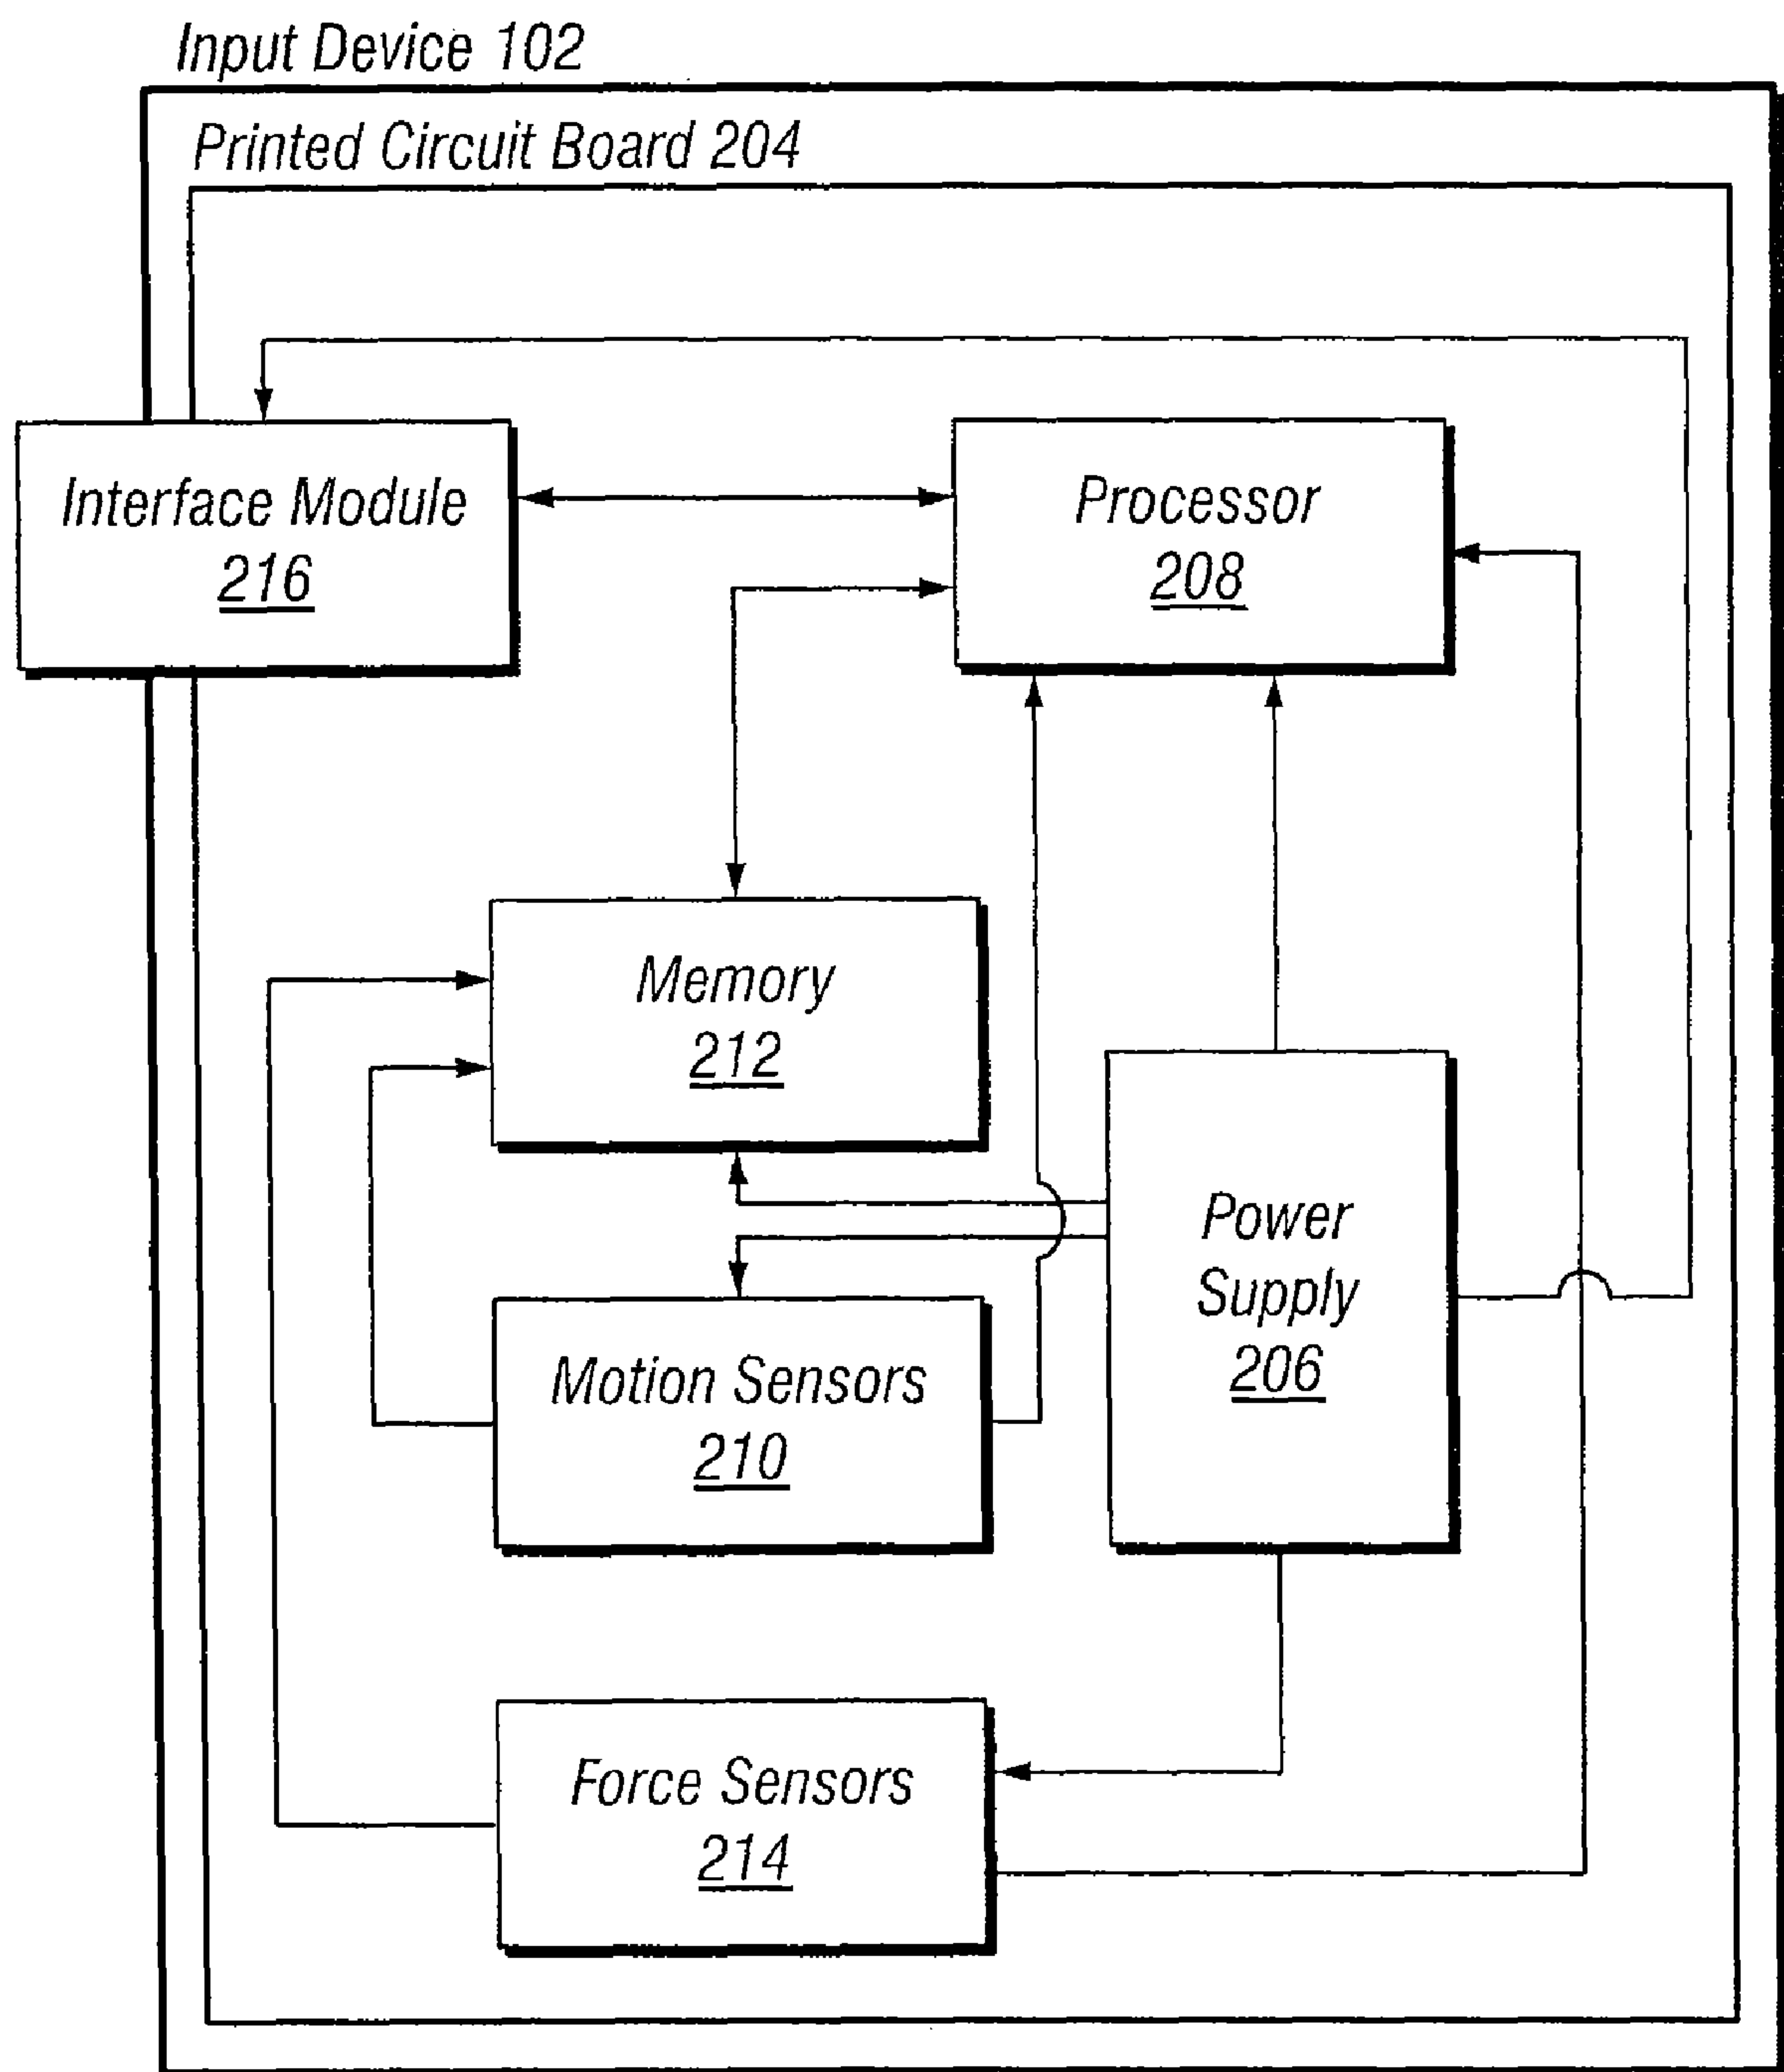 Input Device 102
Printed Circuit Board 204
Interface Module
216
Processor
208
Memory
212
Power
Supply
206
Motion Sensors
210
Force Sensors
214